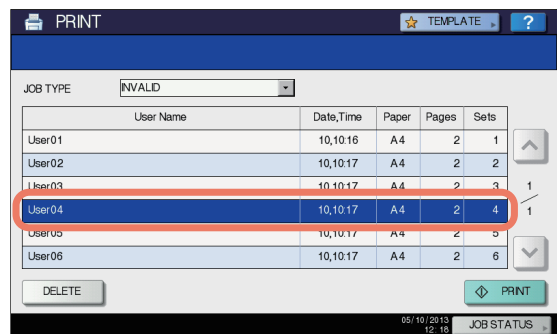 PRINT TEMPLATE ?
JOB TYPE INVALID
User Name Date,Time Paper Pages Sets
User01 10,10:16 A4 2 1
User02 10,10:17 A4 2 2
User03 10,10:17 A4 2 3
User04 10,10:17 A4 2 4
User05 10,10:17 A4 2 5
User06 10,10:17 A4 2 6
1
1
DELETE PRINT
05/10/2013
12:18 JOB STATUS